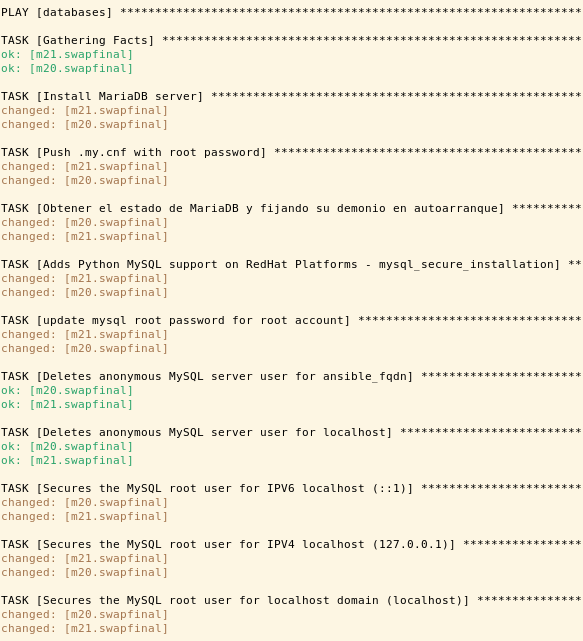 PLAY [databases] ******************************************************************
TASK [Gathering Facts] ************************************************************
ok: [m21.swapfinal]
ok: [m20.swapfinal]
TASK [Install MariaDB server] *****************************************************
changed: [m21.swapfinal]
changed: [m20.swapfinal]
TASK [Push .my.cnf with root password] ********************************************
changed: [m21.swapfinal]
changed: [m20.swapfinal]
TASK [Obtener el estado de MariaDB y fijando su demonio en autoarranque] **********
changed: [m20.swapfinal]
changed: [m21.swapfinal]
TASK [Adds Python MySQL support on RedHat Platforms - mysql_secure_installation] **
changed: [m21.swapfinal]
changed: [m20.swapfinal]
TASK [update mysql root password for root account] ********************************
changed: [m21.swapfinal]
changed: [m20.swapfinal]
TASK [Deletes anonymous MySQL server user for ansible_fqdn] ***********************
ok: [m20.swapfinal]
ok: [m21.swapfinal]
TASK [Deletes anonymous MySQL server user for localhost] **************************
ok: [m20.swapfinal]
ok: [m21.swapfinal]
TASK [Secures the MySQL root user for IPV6 localhost (::1)] ***********************
changed: [m20.swapfinal]
changed: [m21.swapfinal]
TASK [Secures the MySQL root user for IPV4 localhost (127.0.0.1)] *****************
changed: [m21.swapfinal]
changed: [m20.swapfinal]
TASK [Secures the MySQL root user for localhost domain (localhost)] ***************
changed: [m20.swapfinal]
changed: [m21.swapfinal]